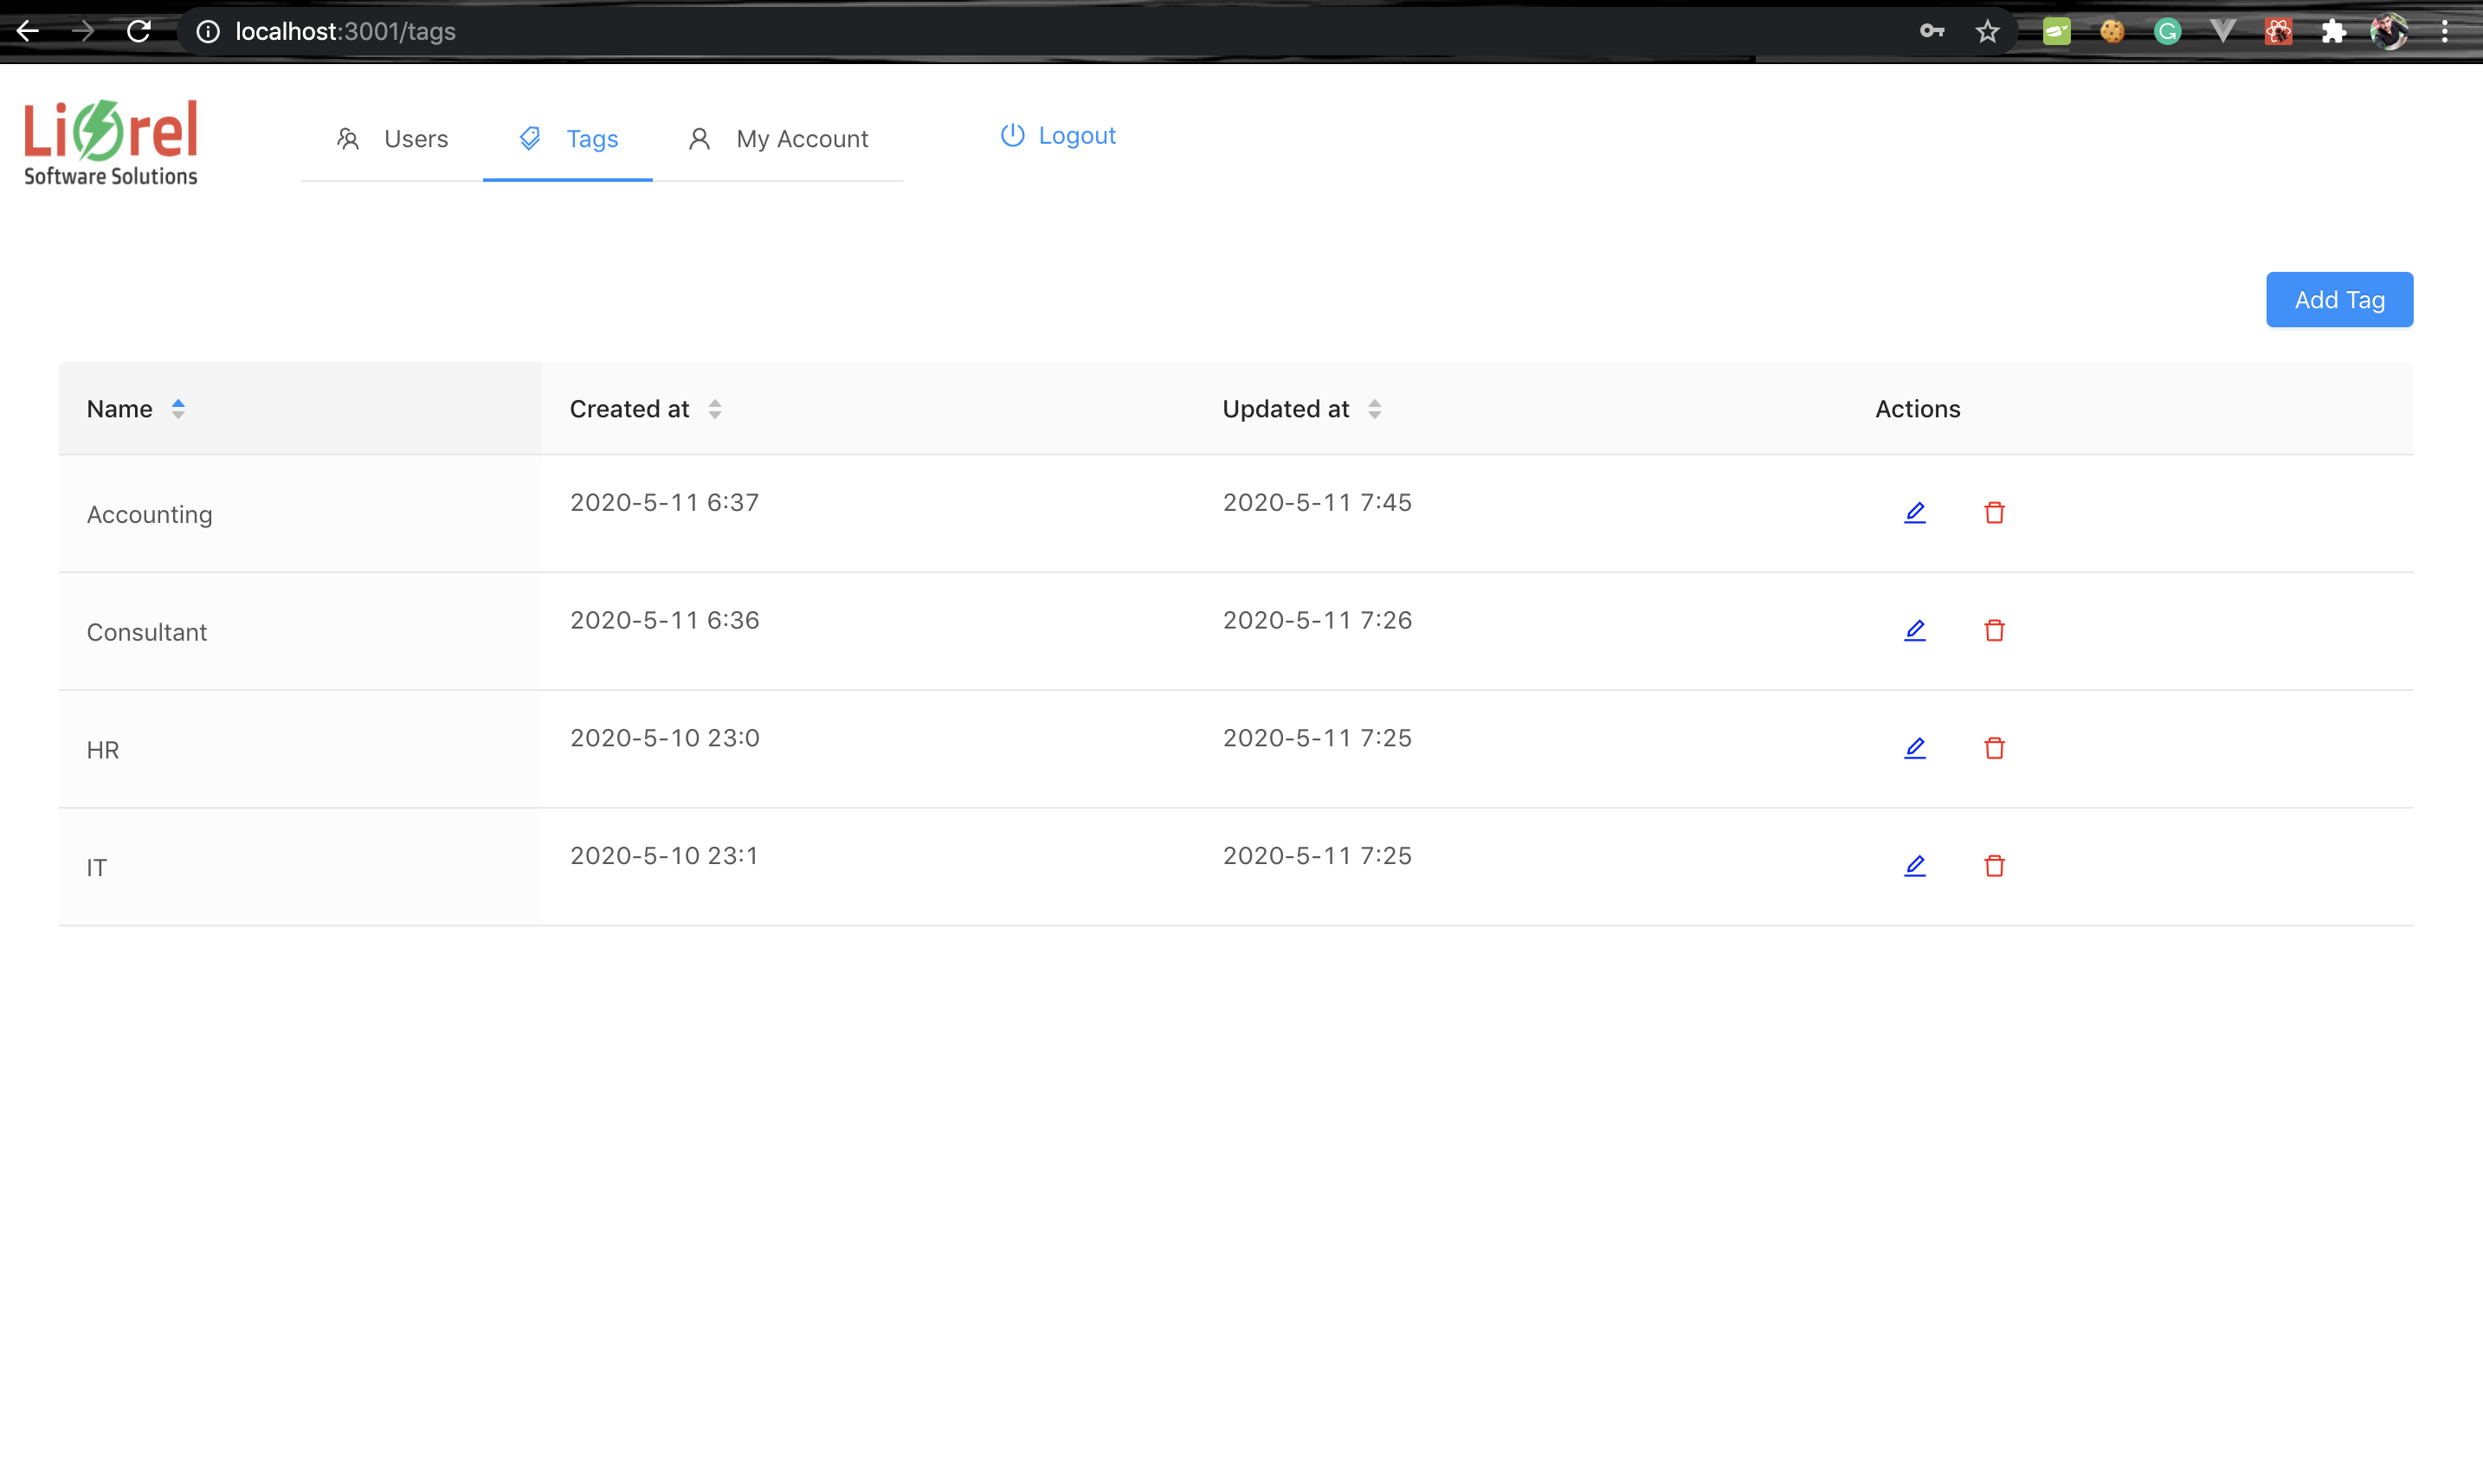 localhost:3001/tags
Liorel
Software Solutions
Users Tags My Account Logout
Add Tag
Name Created at Updated at Actions
Accounting 2020-5-11 6:37 2020-5-11 7:45
Consultant 2020-5-11 6:36 2020-5-11 7:26
HR 2020-5-10 23:0 2020-5-11 7:25
IT 2020-5-10 23:1 2020-5-11 7:25